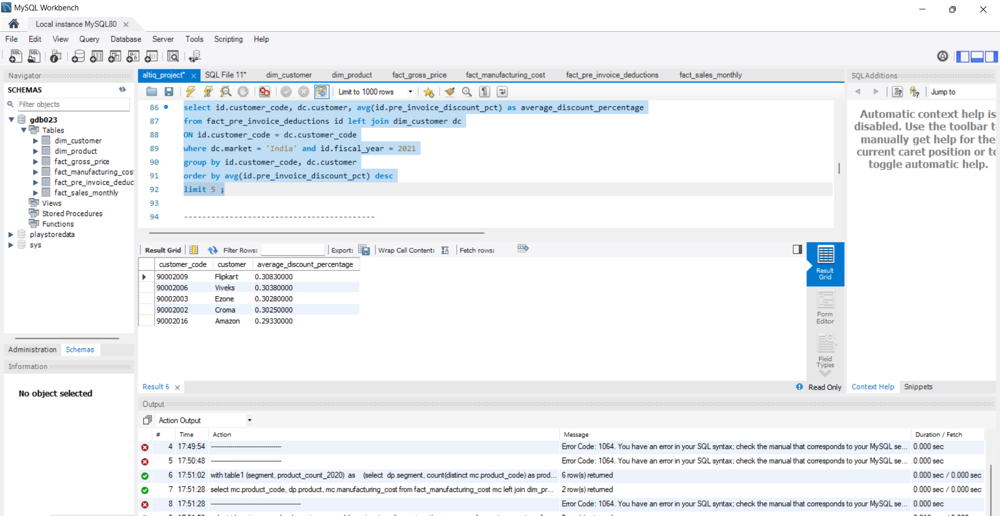 MySQL Workbench
Local instance MySQL80
File Edit View Query Database Server Tools Scripting Help
Navigator
SCHEMAS
Filter objects
gdb023
Tables
dim_customer
dim_product
fact_gross_price
fact_manufacturing_cos
fact_pre_invoice_deduc
fact_sales_monthly
Views
Stored Procedures
Functions
playstoredata
sys
Administration Schemas
Information
No object selected
altiq_project* SQL File 11* dim_customer dim_product fact_gross_price fact_manufacturing_cost fact_pre_invoice_deductions fact_sales_monthly
Limit to 1000 rows
86 select id.customer_code, dc.customer, avg(id.pre_invoice_discount_pct) as average_discount_percentage
87 from fact_pre_invoice_deductions id left join dim_customer dc
88 ON id.customer_code = dc.customer_code
89 where dc.market = 'India' and id.fiscal_year = 2021
90 group by id.customer_code, dc.customer
91 order by avg(id.pre_invoice_discount_pct) desc
92 limit 5 ;
93
94 ------------------------------------------
Result Grid Filter Rows: Export: Wrap Cell Content: Fetch rows:
customer_code customer average_discount_percentage
90002009 Flipkart 0.30830000
90002006 Viveks 0.30380000
90002003 Ezone 0.30280000
90002002 Croma 0.30250000
90002016 Amazon 0.29330000
Result
Grid
Form
Editor
Field
Types
Result 6
Read Only
SQLAdditions
Jump to
Automatic context help is
disabled. Use the toolbar t
manually get help for the
current caret position or to
toggle automatic help.
Context Help Snippets
Output
Action Output
# Time Action Message Duration / Fetch
4 17:49:54 ------------------------------------- Error Code: 1064. You have an error in your SQL syntax; check the manual that corresponds to your MySQL se... 0.000 sec
5 17:50:48 ------------------------------------- Error Code: 1064. You have an error in your SQL syntax; check the manual that corresponds to your MySQL se... 0.000 sec
6 17:51:02 with table1 (segment, product_count_2020) as (select dp.segment, count(distinct mc.product_code) as prod... 6 row(s) returned 0.000 sec / 0.000 sec
7 17:51:28 select mc.product_code, dp.product, mc.manufacturing_cost from fact_manufacturing_cost mc left join dim_pr... 2 row(s) returned 0.000 sec / 0.000 sec
8 17:51:28 ----------------------------------------------- Error Code: 1064. You have an error in your SQL syntax; check the manual that corresponds to your MySQL se... 0.000 sec